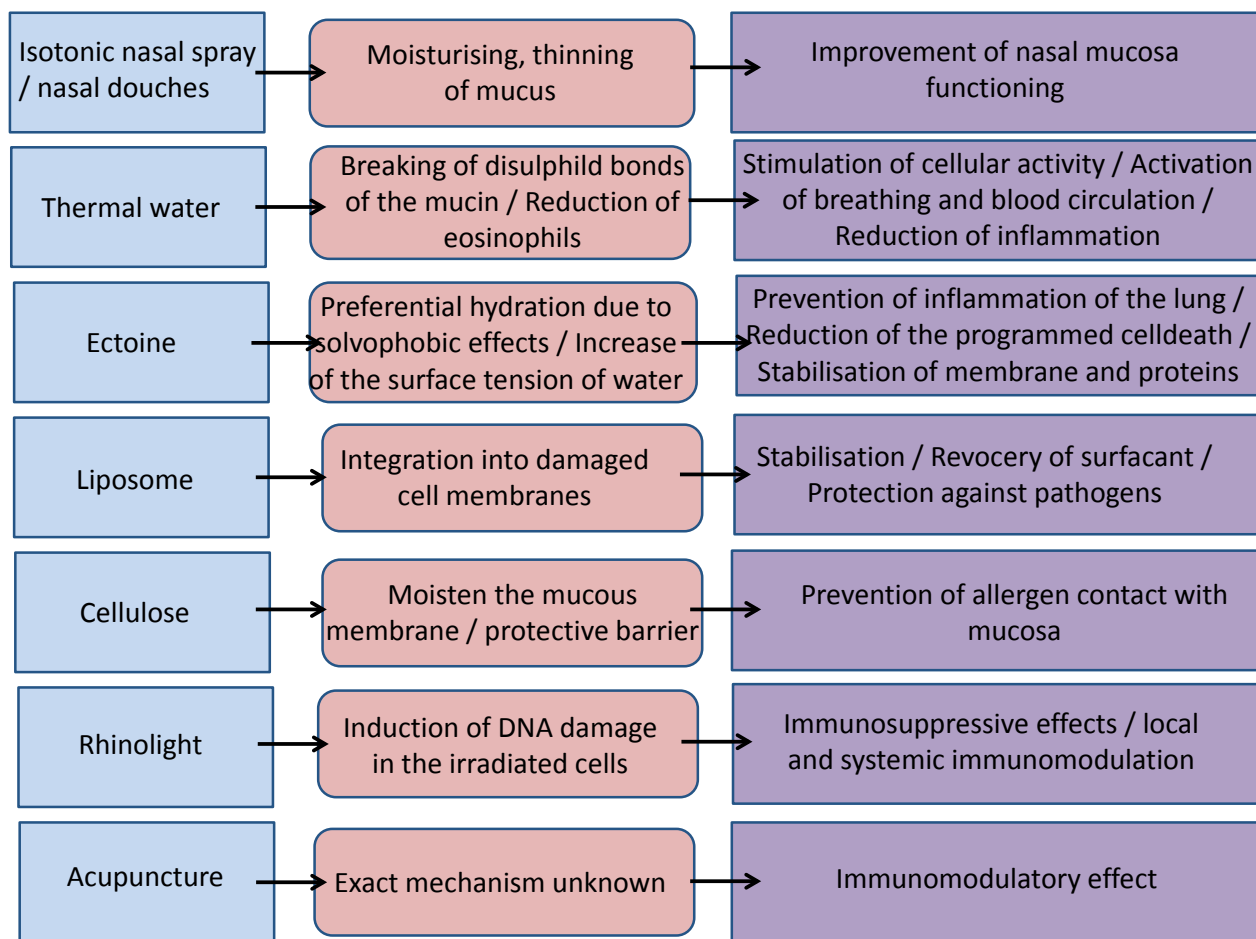 Isotonic nasal spray
/ nasal douches
Moisturising, thinning
of mucus
Improvement of nasal mucosa
functioning
Thermal water
Breaking of disulphild bonds
of the mucin / Reduction of
eosinophils
Stimulation of cellular activity / Activation
of breathing and blood circulation /
Reduction of inflammation
Ectoine
Preferential hydration due to
solvophobic effects / Increase
of the surface tension of water
Prevention of inflammation of the lung /
Reduction of the programmed celldeath /
Stabilisation of membrane and proteins
Liposome
Integration into damaged
cell membranes
Stabilisation / Revocery of surfacant /
Protection against pathogens
Cellulose
Moisten the mucous
membrane / protective barrier
Prevention of allergen contact with
mucosa
Rhinolight
Induction of DNA damage
in the irradiated cells
Immunosuppressive effects / local
and systemic immunomodulation
Acupuncture
Exact mechanism unknown
Immunomodulatory effect